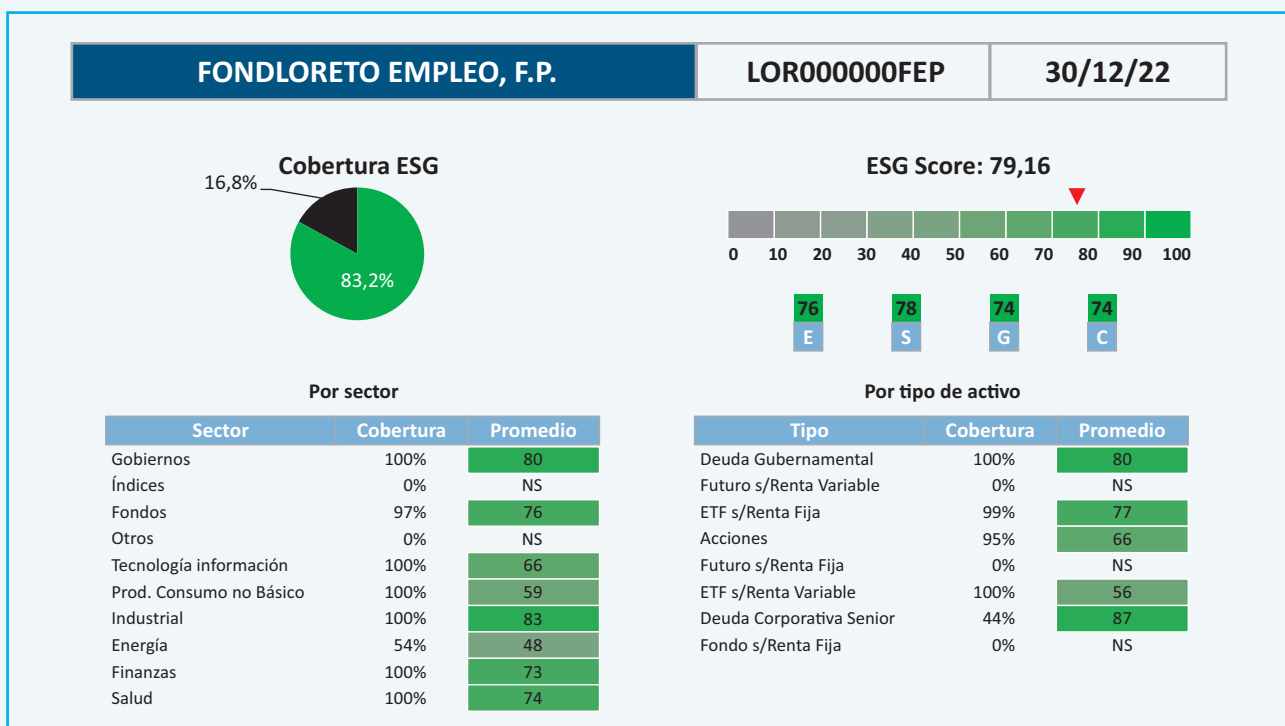 FONDLORETO EMPLEO, F.P. LOR000000FEP 30/12/22
Cobertura ESG
16,8%
83,2%
ESG Score: 79,16
0 10 20 30 40 50 60 70 80 90 100
76 78 74 74
E S G C
Por sector
Sector Cobertura Promedio
Gobiernos 100% 80
Índices 0% NS
Fondos 97% 76
Otros 0% NS
Tecnología información 100% 66
Prod. Consumo no Básico 100% 59
Industrial 100% 83
Energía 54% 48
Finanzas 100% 73
Salud 100% 74
Por tipo de activo
Tipo Cobertura Promedio
Deuda Gubernamental 100% 80
Futuro s/Renta Variable 0% NS
ETF s/Renta Fija 99% 77
Acciones 95% 66
Futuro s/Renta Fija 0% NS
ETF s/Renta Variable 100% 56
Deuda Corporativa Senior 44% 87
Fondo s/Renta Fija 0% NS